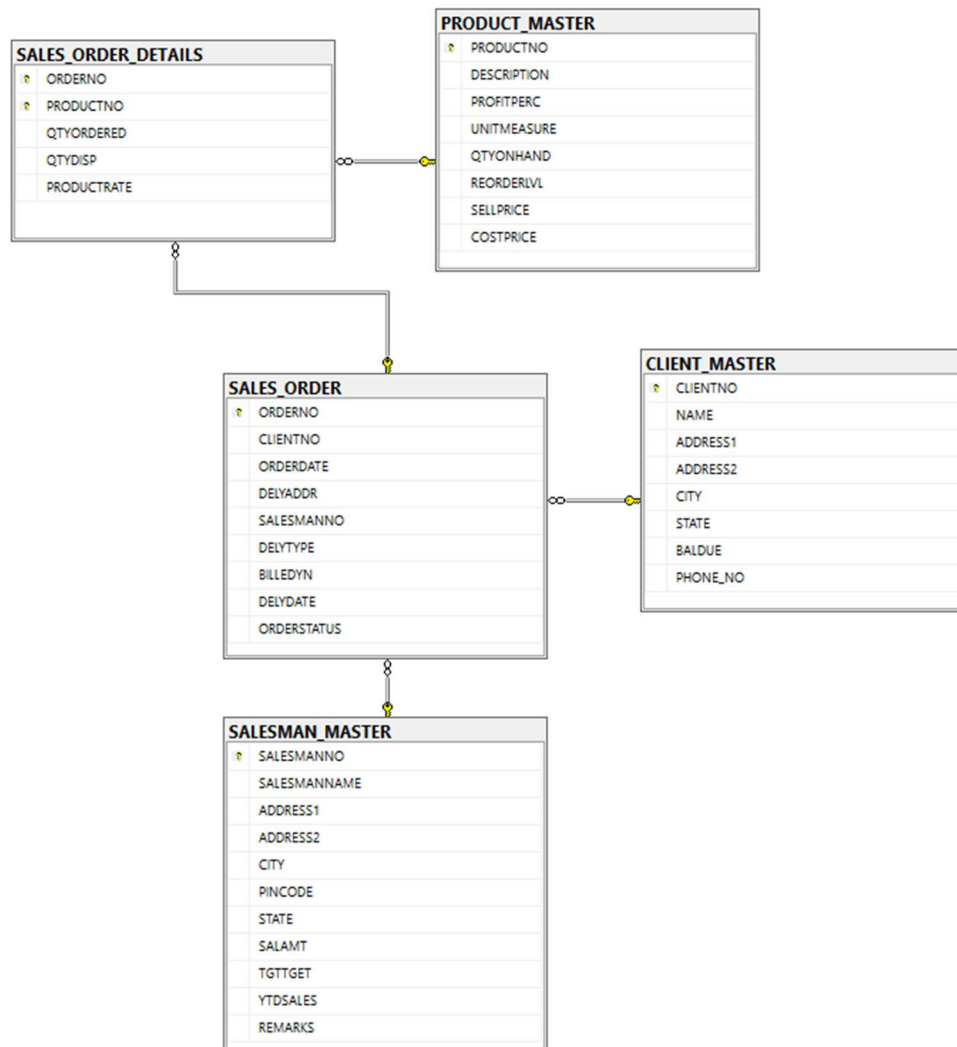 SALES_ORDER_DETAILS
ORDERNO
PRODUCTNO
QTYORDERED
QTYDISP
PRODUCTRATE
PRODUCT_MASTER
PRODUCTNO
DESCRIPTION
PROFITPERC
UNITMEASURE
QTYONHAND
REORDERLVL
SELLPRICE
COSTPRICE
SALES_ORDER
ORDERNO
CLIENTNO
ORDERDATE
DELYADDR
SALESMANNO
DELYTYPE
BILLEDYN
DELYDATE
ORDERSTATUS
CLIENT_MASTER
CLIENTNO
NAME
ADDRESS1
ADDRESS2
CITY
STATE
BALDUE
PHONE_NO
SALESMAN_MASTER
SALESMANNO
SALESMANNAME
ADDRESS1
ADDRESS2
CITY
PINCODE
STATE
SALAMT
TGTTGET
YTDSALES
REMARKS